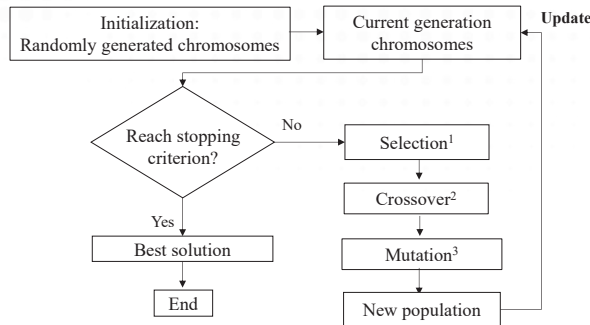 Initialization:
Randomly generated chromosomes
Current generation
chromosomes
Update
Reach stopping
criterion?
No
Yes
Selection¹
Crossover²
Mutation³
New population
Best solution
End